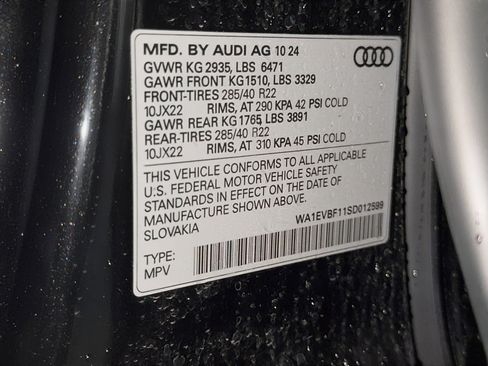 MFD. BY AUDI AG 10 24
GVWR KG 2935, LBS 6471
GAWR FRONT KG 1510, LBS 3329
FRONT-TIRES 285/40 R22
10JX22 RIMS, AT 290 KPA 42 PSI COLD
GAWR REAR KG 1765, LBS 3891
REAR-TIRES 285/40 R22
10JX22 RIMS, AT 310 KPA 45 PSI COLD
THIS VEHICLE CONFORMS TO ALL APPLICABLE
U.S. FEDERAL MOTOR VEHICLE SAFETY
STANDARDS IN EFFECT ON THE DATE OF
MANUFACTURE SHOWN ABOVE.
SLOVAKIA
WA1EVBF11SD012589
TYPE:
MPV